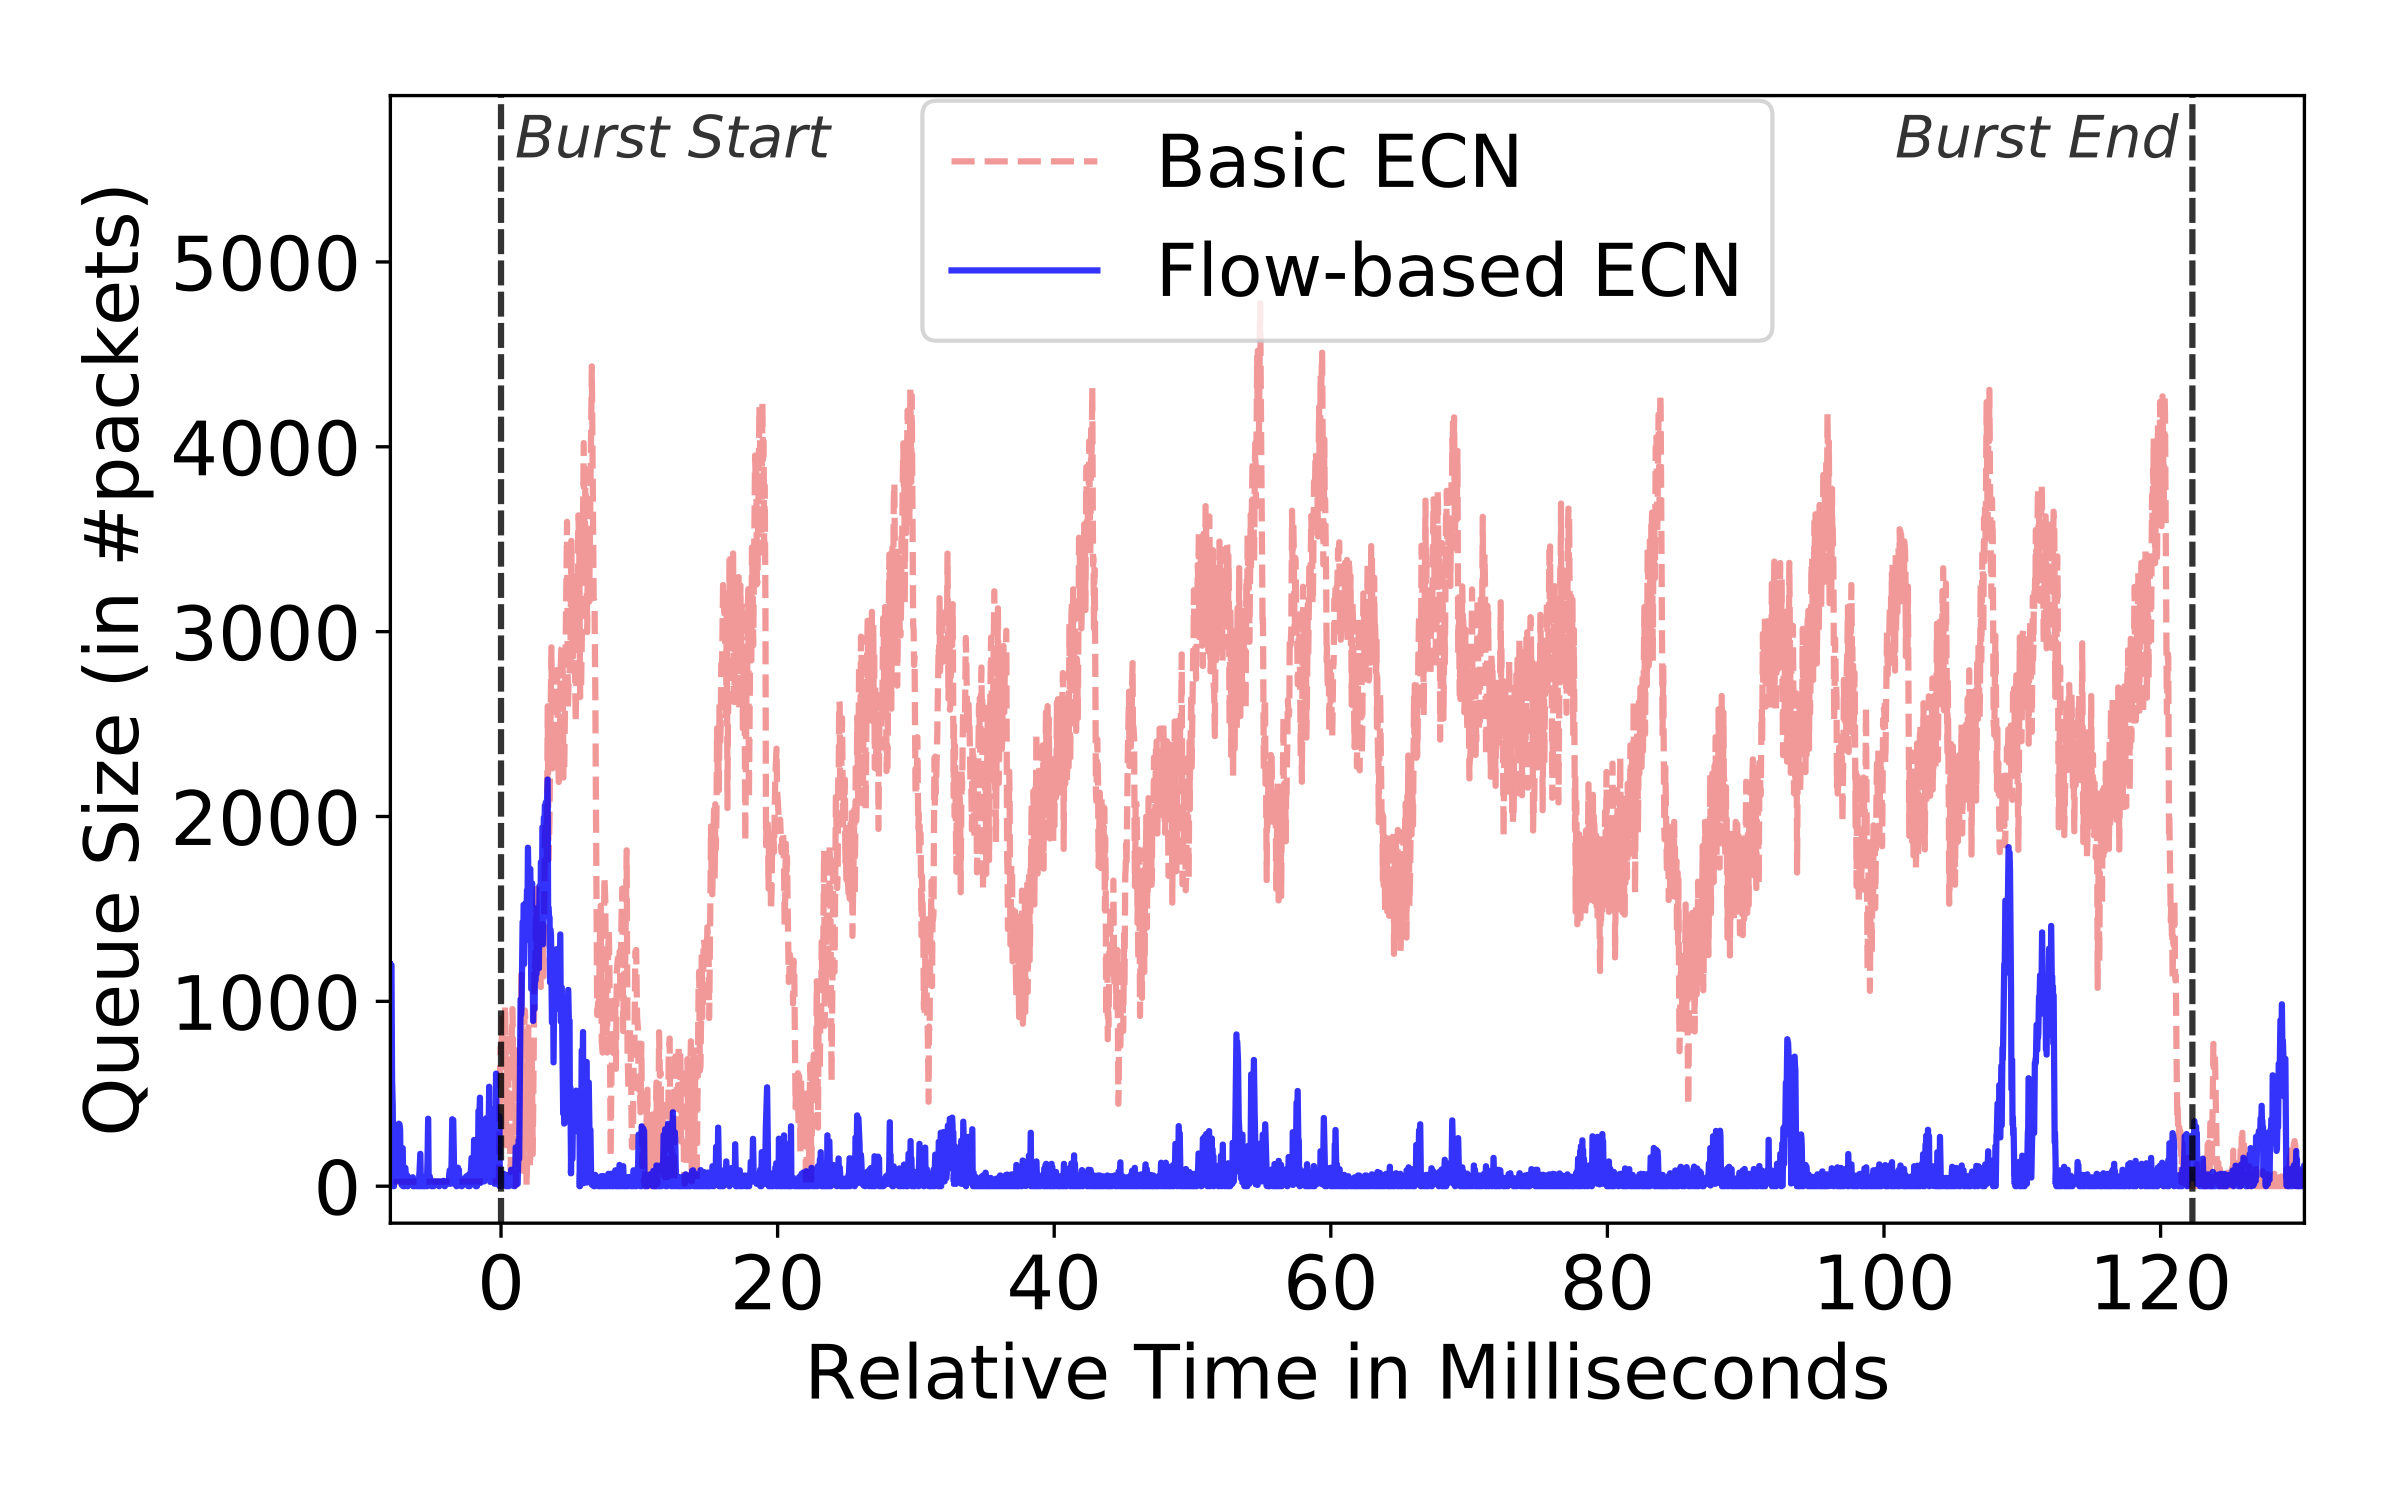 Burst Start
Burst End
Basic ECN
Flow-based ECN
Queue Size (in #packets)
5000
4000
3000
2000
1000
0
0 20 40 60 80 100 120
Relative Time in Milliseconds